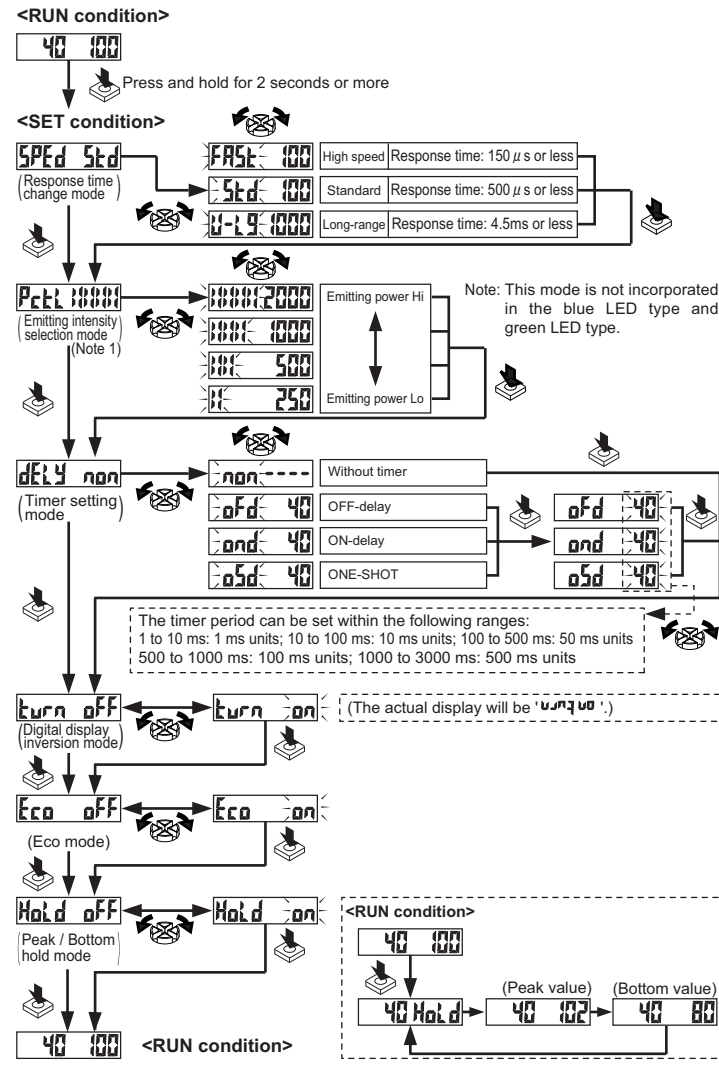 <RUN condition>
40 100
Press and hold for 2 seconds or more
<SET condition>
SPEd Std
(Response time change mode)
FASt 100
High speed Response time: 150 μs or less
Std 100
Standard Response time: 500 μs or less
U-Lg 1000
Long-range Response time: 4.5ms or less
PctL
(Emitting intensity selection mode)
(Note 1)
2000
Emitting power Hi
1000
500
250
Emitting power Lo
Note: This mode is not incorporated
in the blue LED type and
green LED type.
dELY non
(Timer setting mode)
non ----
Without timer
oFd 40
OFF-delay
ond 40
ON-delay
oSd 40
ONE-SHOT
oFd 40
ond 40
oSd 40
The timer period can be set within the following ranges:
1 to 10 ms: 1 ms units; 10 to 100 ms: 10 ms units; 100 to 500 ms: 50 ms units
500 to 1000 ms: 100 ms units; 1000 to 3000 ms: 500 ms units
turn oFF
(Digital display inversion mode)
turn on
(The actual display will be ' '.)
Eco oFF
(Eco mode)
Eco on
HoLd oFF
(Peak / Bottom hold mode)
HoLd on
40 100
<RUN condition>
<RUN condition>
40 100
40 HoLd
(Peak value)
40 102
(Bottom value)
40 80